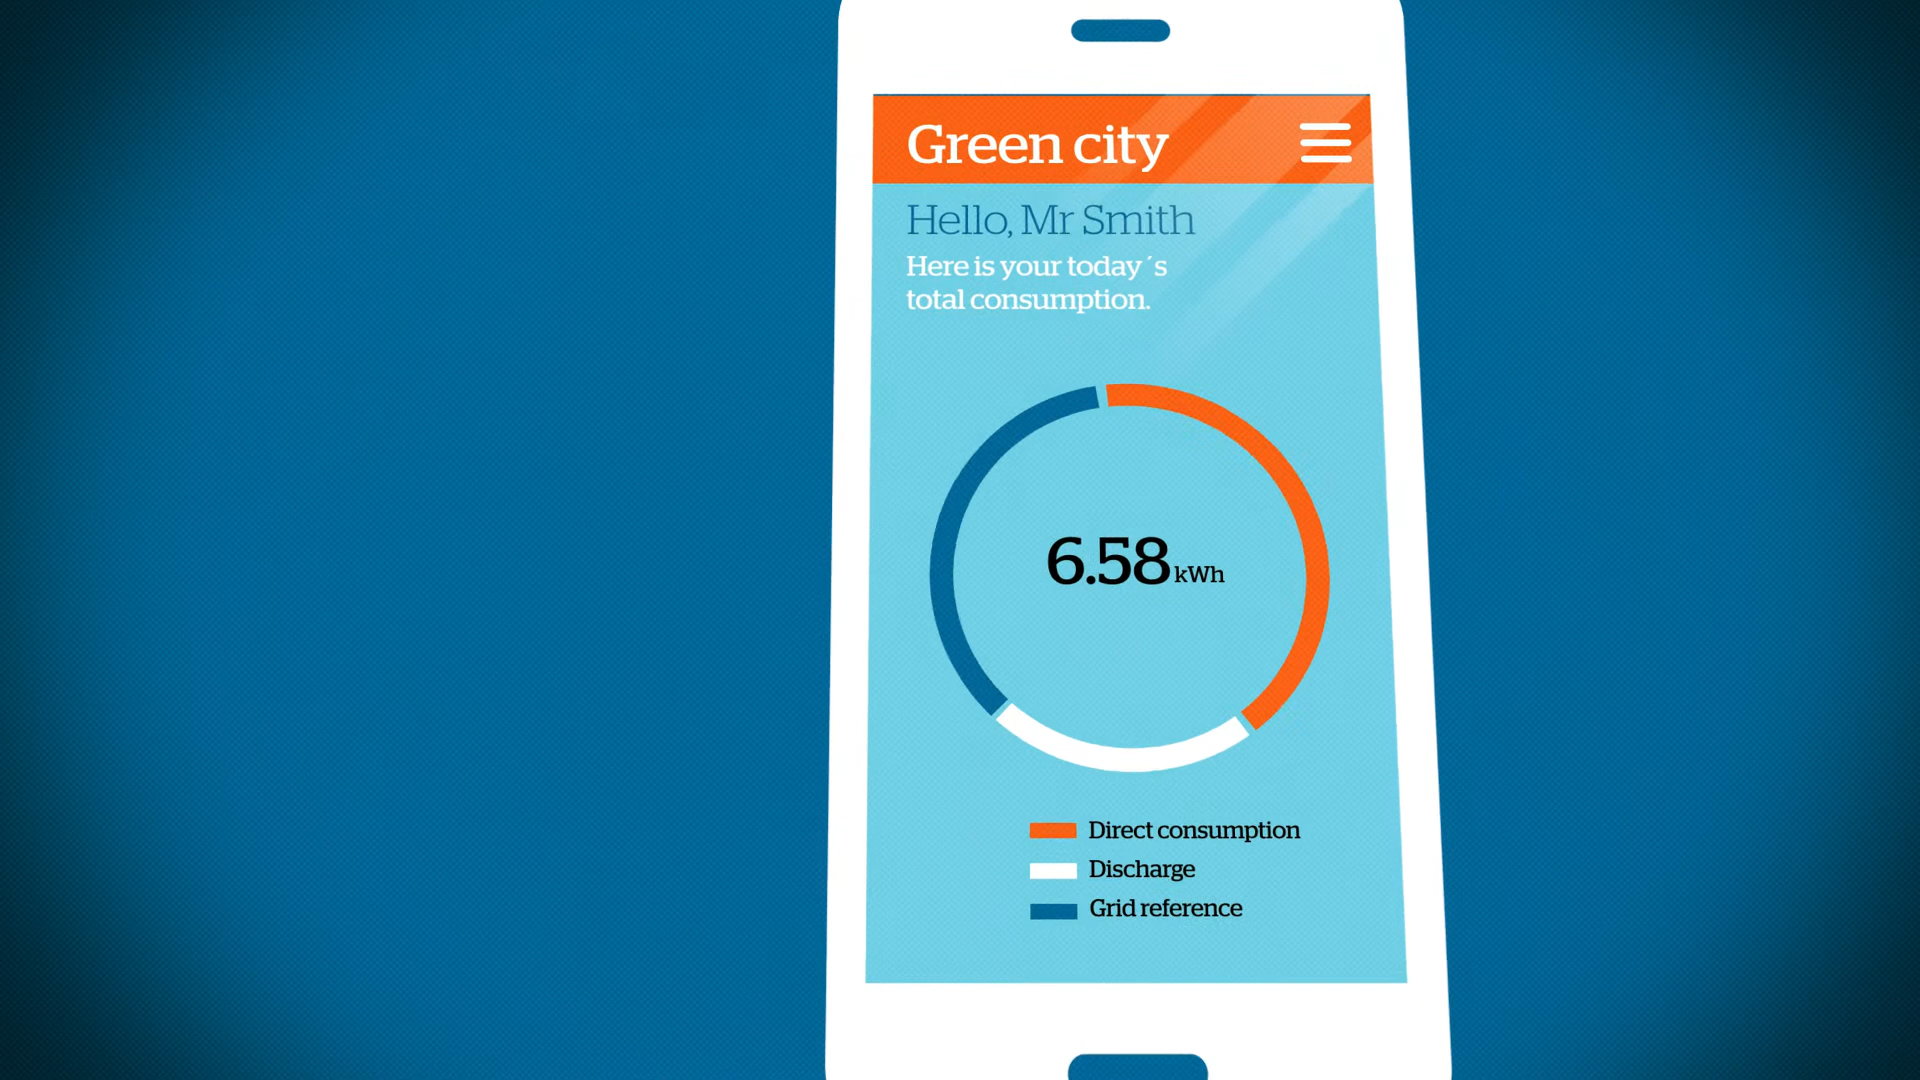 Green city
Hello, Mr Smith
Here is your today´s
total consumption.
6.58 kWh
Direct consumption
Discharge
Grid reference